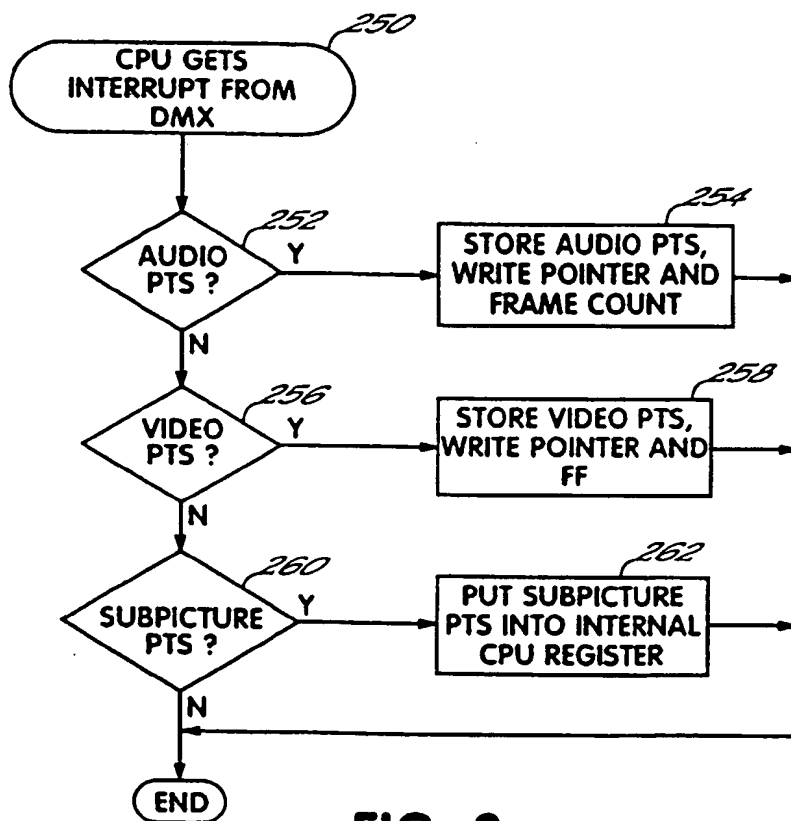 250
CPU GETS
INTERRUPT FROM
DMX
252
AUDIO
PTS ?
Y
N
254
STORE AUDIO PTS,
WRITE POINTER AND
FRAME COUNT
256
VIDEO
PTS ?
Y
N
258
STORE VIDEO PTS,
WRITE POINTER AND
FF
260
SUBPICTURE
PTS ?
Y
N
262
PUT SUBPICTURE
PTS INTO INTERNAL
CPU REGISTER
END